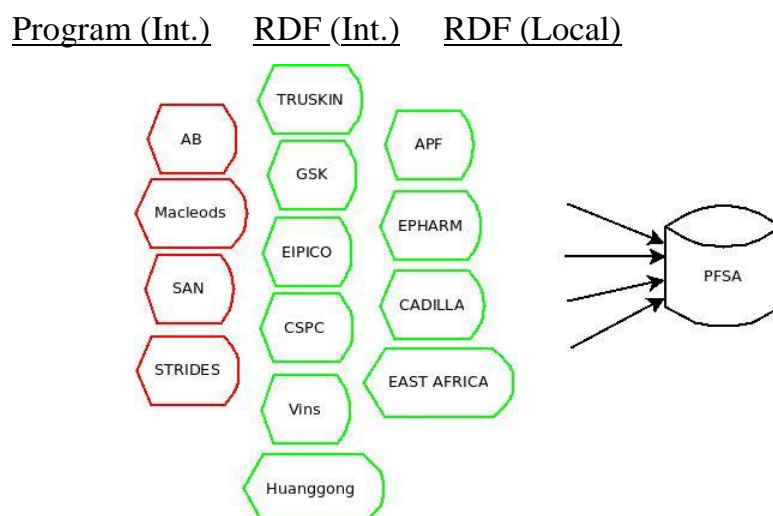 Program (Int.) RDF (Int.) RDF (Local)
TRUSKIN
AB
APF
GSK
Macleods
EPHARM
EIPICO
PFSA
SAN
CADILLA
CSPC
STRIDES
EAST AFRICA
Vins
Huanggong